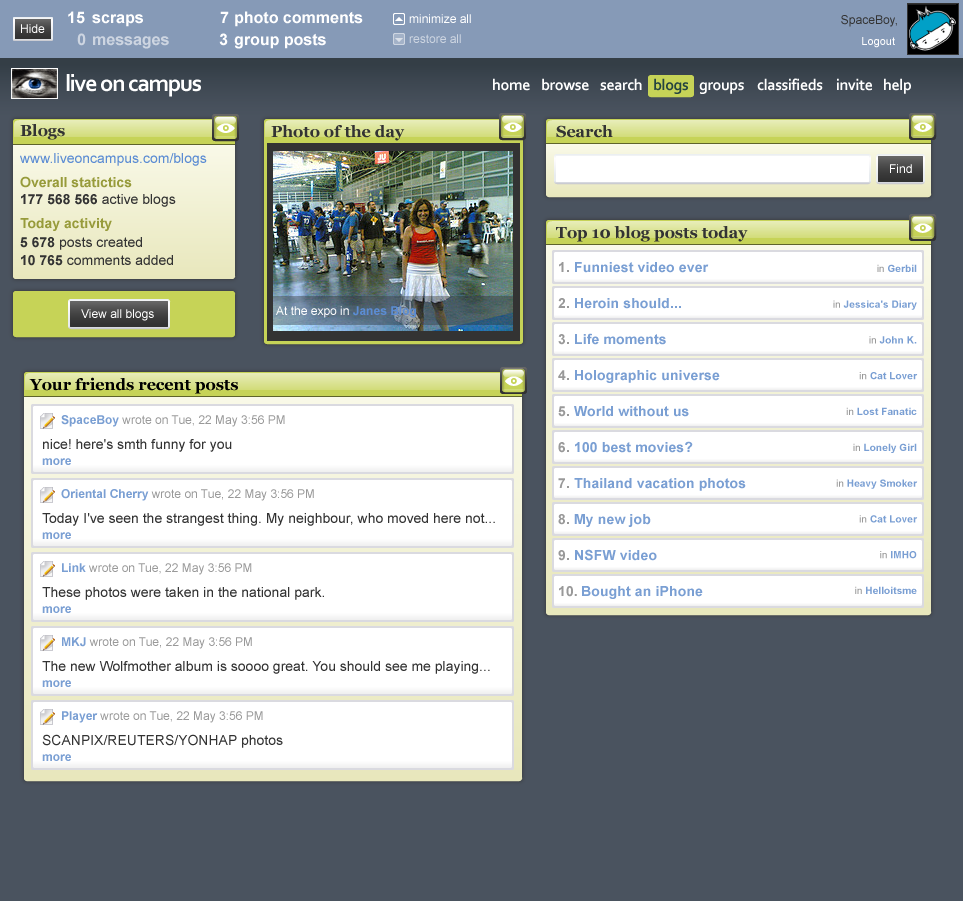 Hide
15 scraps
0 messages
7 photo comments
3 group posts
minimize all
restore all
SpaceBoy,
Logout
live on campus
home browse search blogs groups classifieds invite help
Blogs
www.liveoncampus.com/blogs
Overall statictics
177 568 566 active blogs
Today activity
5 678 posts created
10 765 comments added
View all blogs
Photo of the day
At the expo in Janes Blog
Search
Find
Top 10 blog posts today
1. Funniest video ever in Gerbil
2. Heroin should... in Jessica's Diary
3. Life moments in John K.
4. Holographic universe in Cat Lover
5. World without us in Lost Fanatic
6. 100 best movies? in Lonely Girl
7. Thailand vacation photos in Heavy Smoker
8. My new job in Cat Lover
9. NSFW video in IMHO
10. Bought an iPhone in Helloitsme
Your friends recent posts
SpaceBoy wrote on Tue, 22 May 3:56 PM
nice! here's smth funny for you
more
Oriental Cherry wrote on Tue, 22 May 3:56 PM
Today I've seen the strangest thing. My neighbour, who moved here not...
more
Link wrote on Tue, 22 May 3:56 PM
These photos were taken in the national park.
more
MKJ wrote on Tue, 22 May 3:56 PM
The new Wolfmother album is soooo great. You should see me playing...
more
Player wrote on Tue, 22 May 3:56 PM
SCANPIX/REUTERS/YONHAP photos
more